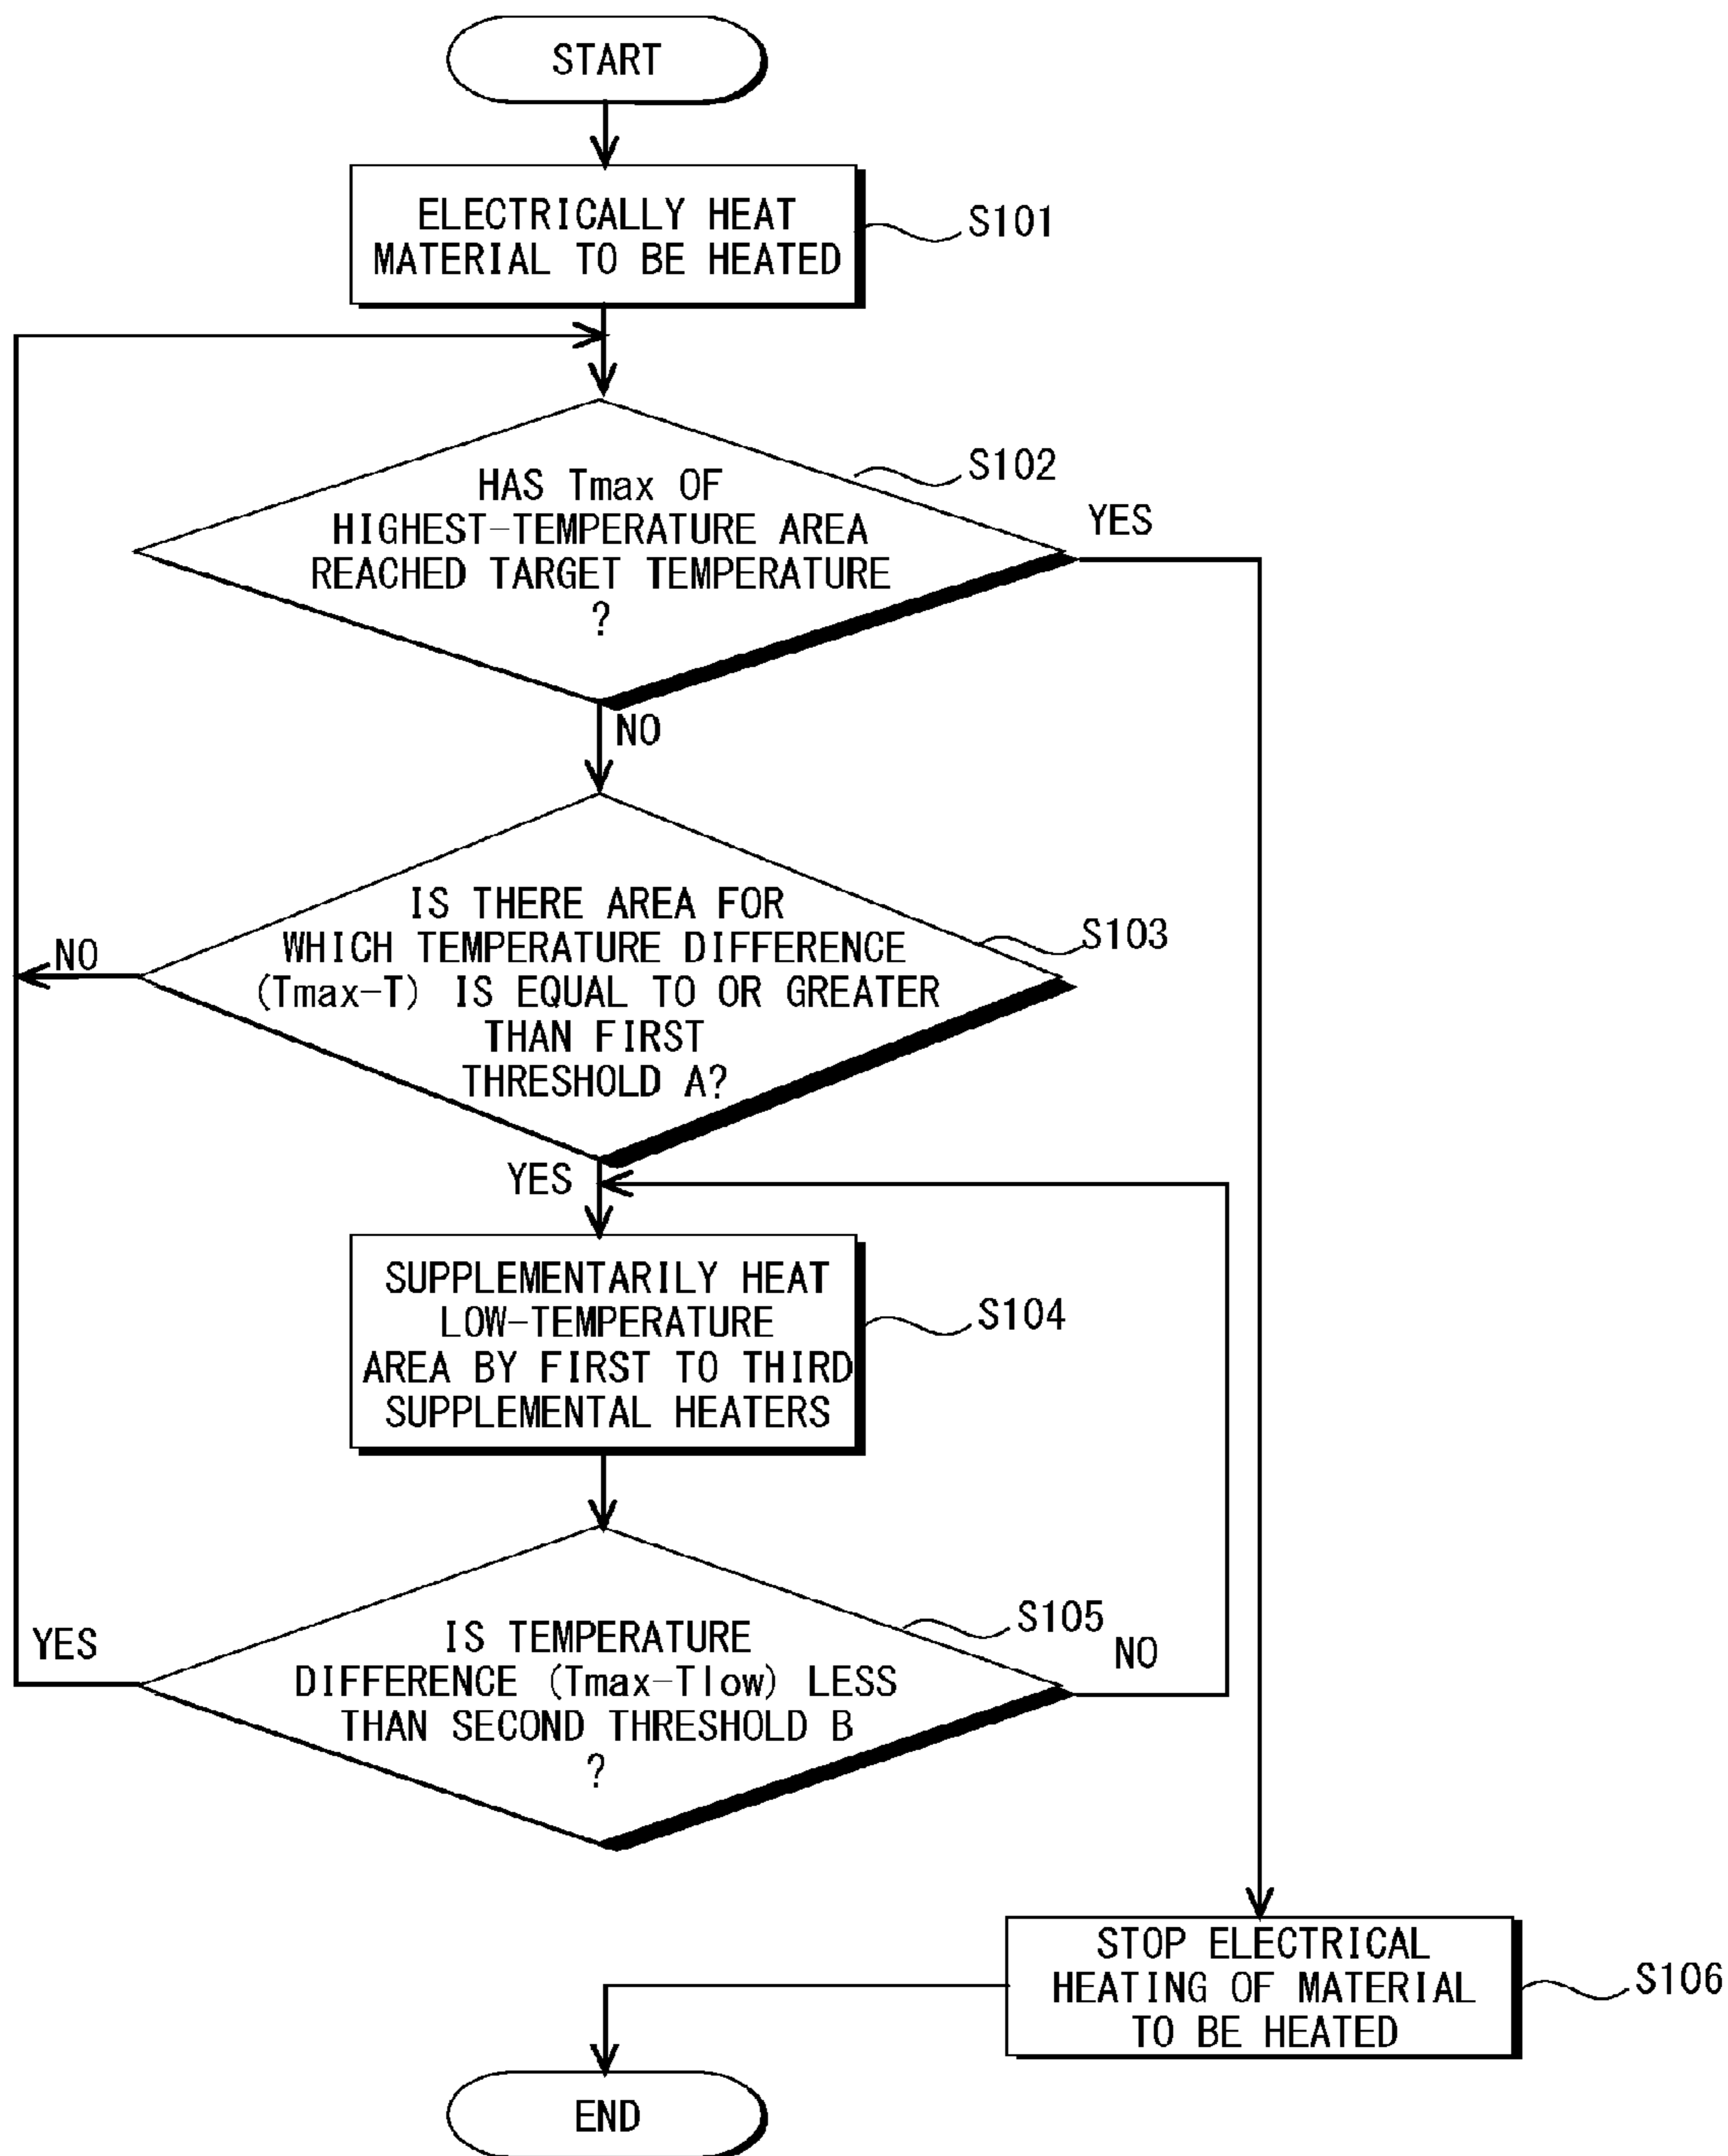 START
ELECTRICALLY HEAT
MATERIAL TO BE HEATED
S101
HAS Tmax OF
HIGHEST-TEMPERATURE AREA
REACHED TARGET TEMPERATURE
?
S102
YES
NO
IS THERE AREA FOR
WHICH TEMPERATURE DIFFERENCE
(Tmax-T) IS EQUAL TO OR GREATER
THAN FIRST
THRESHOLD A?
S103
NO
YES
SUPPLEMENTARILY HEAT
LOW-TEMPERATURE
AREA BY FIRST TO THIRD
SUPPLEMENTAL HEATERS
S104
IS TEMPERATURE
DIFFERENCE (Tmax-Tlow) LESS
THAN SECOND THRESHOLD B
?
S105
YES
NO
STOP ELECTRICAL
HEATING OF MATERIAL
TO BE HEATED
S106
END